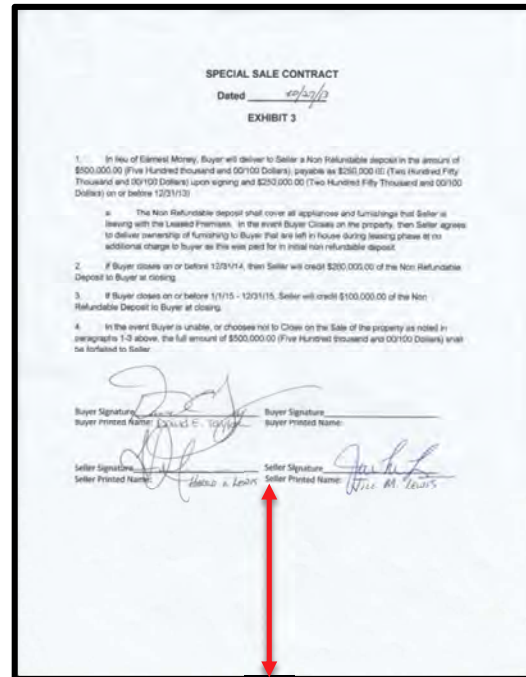 SPECIAL SALE CONTRACT
Dated 10/27/13
EXHIBIT 3
1. In lieu of Earnest Money, Buyer will deliver to Seller a Non Refundable deposit in the amount of
$500,000.00 (Five Hundred thousand and 00/100 Dollars), payable as $250,000.00 (Two Hundred Fifty
Thousand and 00/100 Dollars) upon signing and $250,000.00 (Two Hundred Fifty Thousand and 00/100
Dollars) on or before 12/31/13)
a. The Non Refundable deposit shall cover all appliances and furnishings that Seller is
leaving with the Leased Premises. In the event Buyer Closes on the property, then Seller agrees
to deliver ownership of furnishing to Buyer that are left in house during leasing phase at no
additional charge to buyer as this was paid for in initial non refundable deposit.
2. If Buyer closes on or before 12/31/14, then Seller will credit $200,000.00 of the Non Refundable
Deposit to Buyer at closing.
3. If Buyer closes on or before 1/1/15 - 12/31/15, Seller will credit $100,000.00 of the Non
Refundable Deposit to Buyer at closing.
4. In the event Buyer is unable, or chooses not to Close on the Sale of the property as noted in
paragraphs 1-3 above, the full amount of $500,000.00 (Five Hundred thousand and 00/100 Dollars) shall
be forfeited to Seller.
Buyer Signature Buyer Signature
Buyer Printed Name: David E. Taylor Buyer Printed Name:
Seller Signature Seller Signature
Seller Printed Name: Harold A Lewis Seller Printed Name: Jill M. Lewis